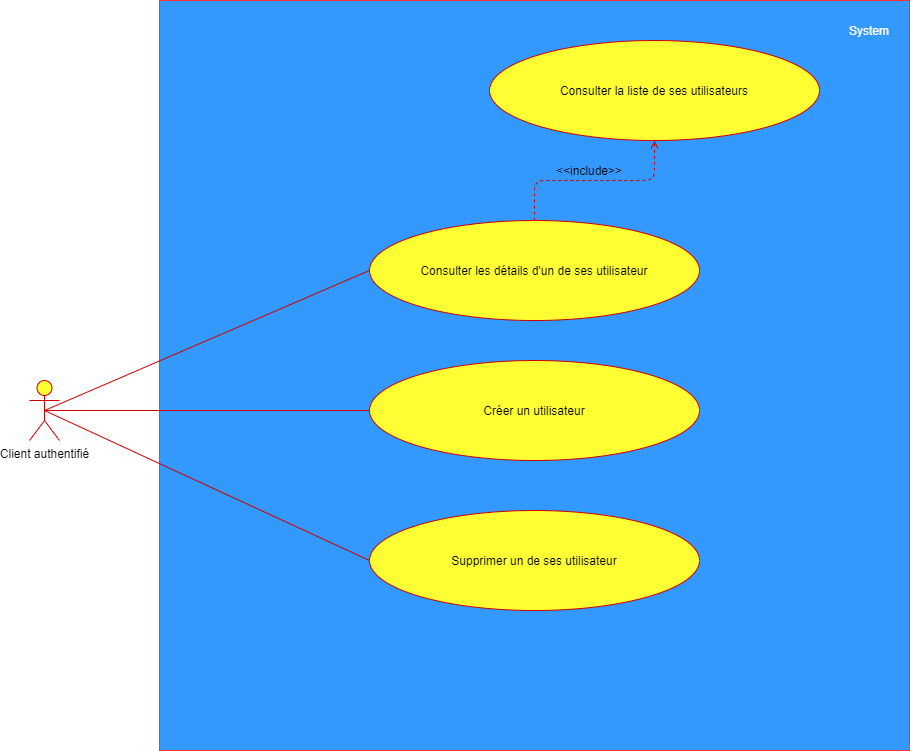 System
Consulter la liste de ses utilisateurs
<<include>>
Consulter les détails d'un de ses utilisateur
Créer un utilisateur
Client authentifié
Supprimer un de ses utilisateur